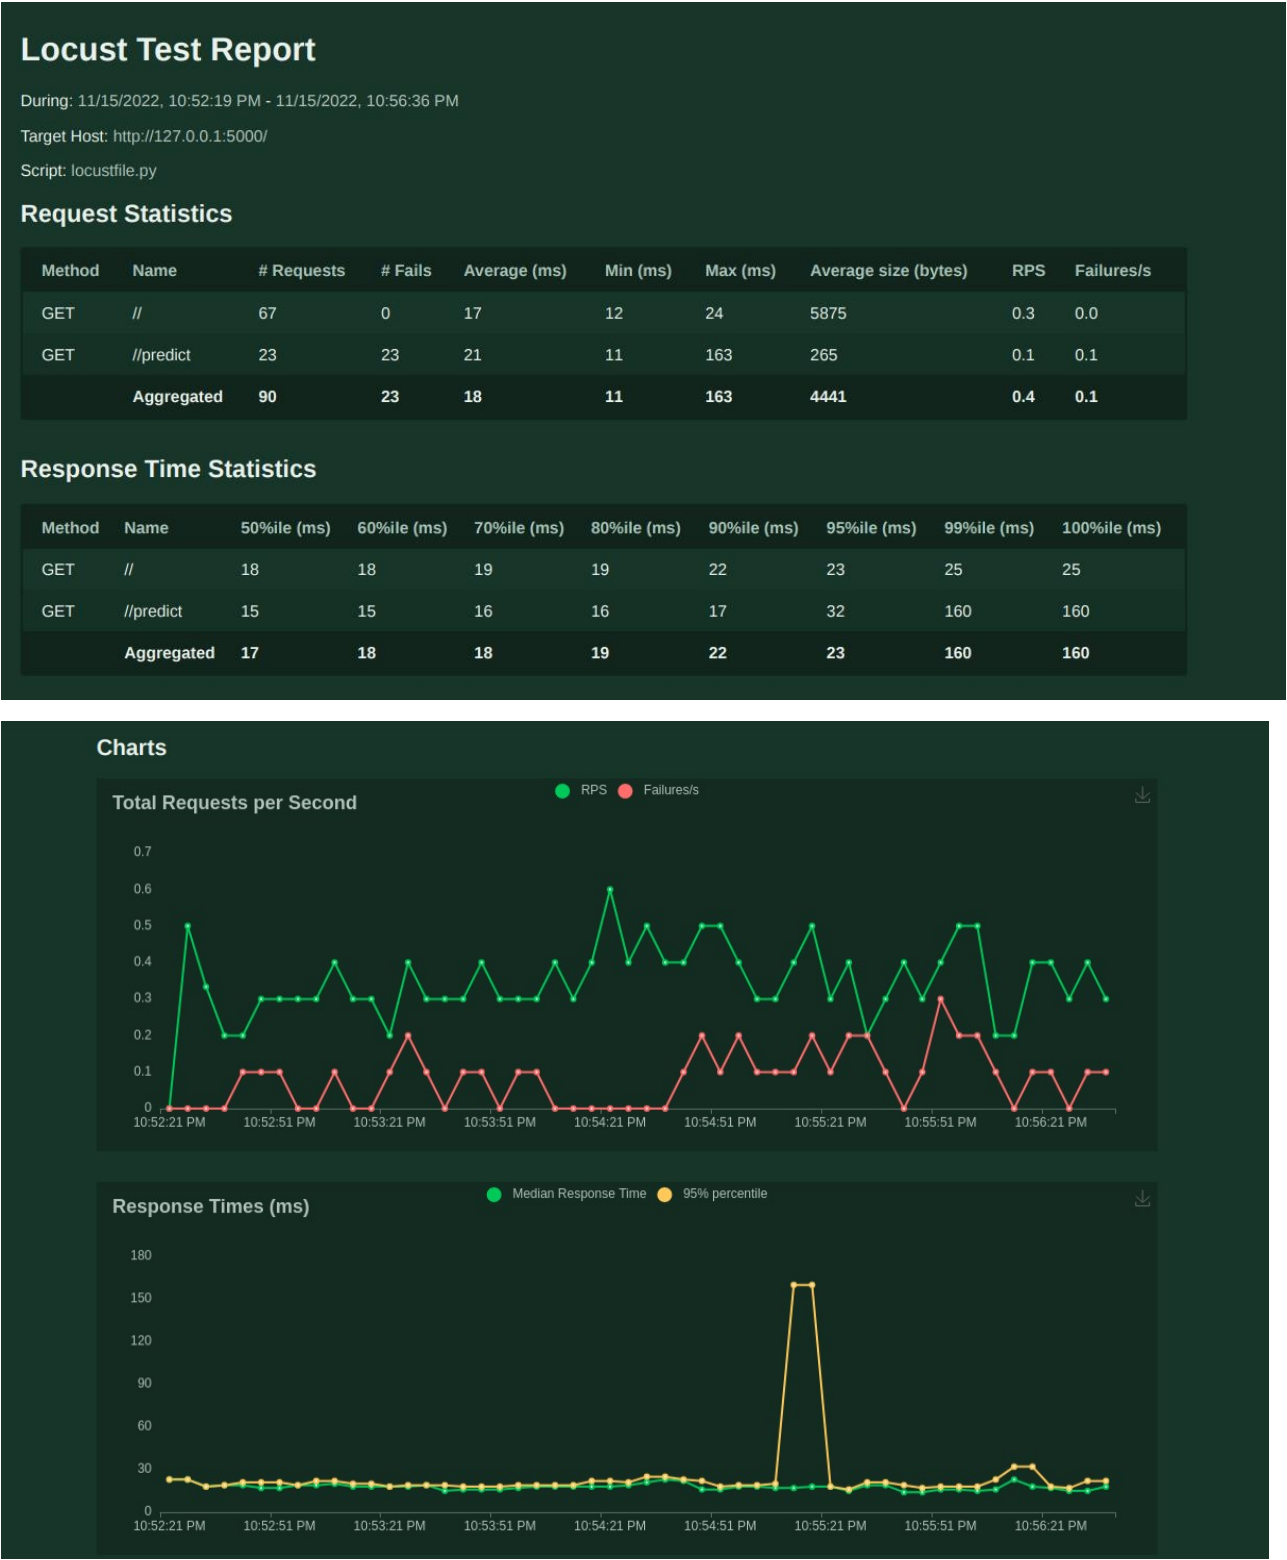 Locust Test Report
During: 11/15/2022, 10:52:19 PM - 11/15/2022, 10:56:36 PM
Target Host: http://127.0.0.1:5000/
Script: locustfile.py
Request Statistics
Method Name # Requests # Fails Average (ms) Min (ms) Max (ms) Average size (bytes) RPS Failures/s
GET // 67 0 17 12 24 5875 0.3 0.0
GET //predict 23 23 21 11 163 265 0.1 0.1
Aggregated 90 23 18 11 163 4441 0.4 0.1
Response Time Statistics
Method Name 50%ile (ms) 60%ile (ms) 70%ile (ms) 80%ile (ms) 90%ile (ms) 95%ile (ms) 99%ile (ms) 100%ile (ms)
GET // 18 18 19 19 22 23 25 25
GET //predict 15 15 16 16 17 32 160 160
Aggregated 17 18 18 19 22 23 160 160
Charts
RPS Failures/s
Total Requests per Second
0.7
0.6
0.5
0.4
0.3
0.2
0.1
0
10:52:21 PM 10:52:51 PM 10:53:21 PM 10:53:51 PM 10:54:21 PM 10:54:51 PM 10:55:21 PM 10:55:51 PM 10:56:21 PM
Median Response Time 95% percentile
Response Times (ms)
180
150
120
90
60
30
0
10:52:21 PM 10:52:51 PM 10:53:21 PM 10:53:51 PM 10:54:21 PM 10:54:51 PM 10:55:21 PM 10:55:51 PM 10:56:21 PM